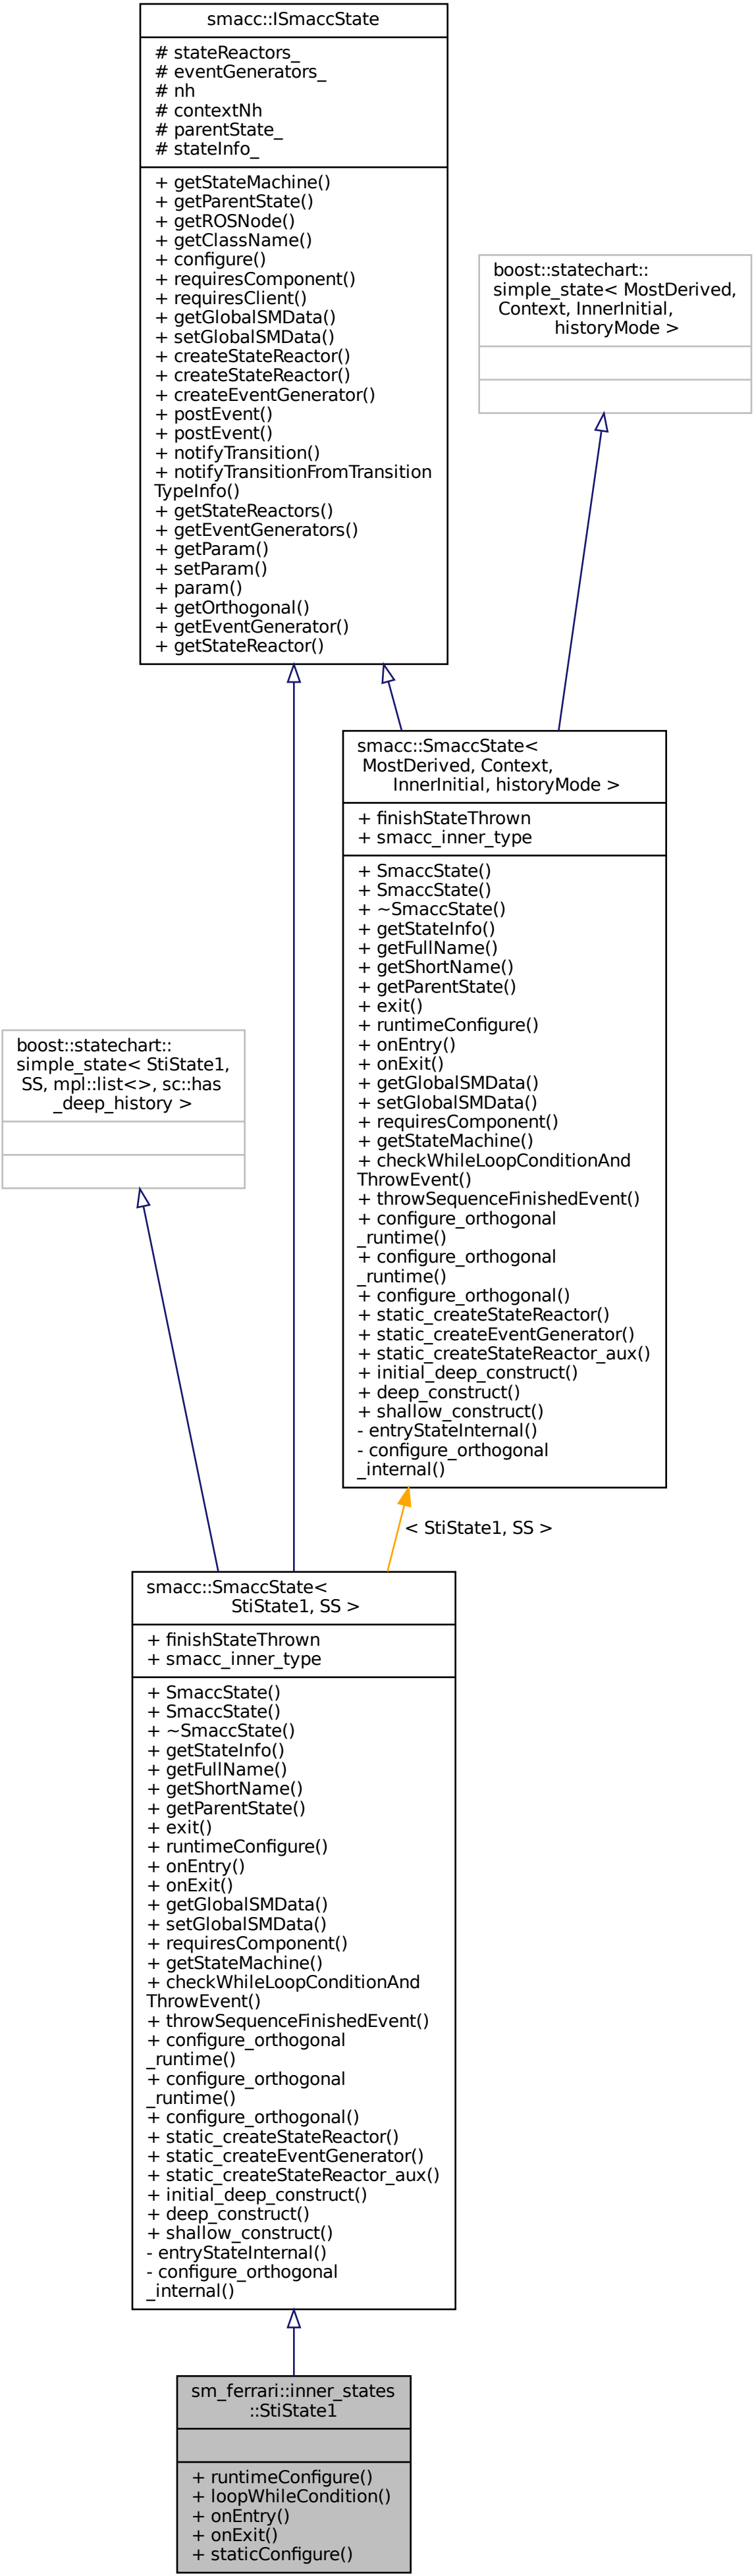 smacc::ISmaccState
# stateReactors_
# eventGenerators_
# nh
# contextNh
# parentState_
# stateInfo_
+ getStateMachine()
+ getParentState()
+ getROSNode()
+ getClassName()
+ configure()
+ requiresComponent()
+ requiresClient()
+ getGlobalSMData()
+ setGlobalSMData()
+ createStateReactor()
+ createStateReactor()
+ createEventGenerator()
+ postEvent()
+ postEvent()
+ notifyTransition()
+ notifyTransitionFromTransition
TypeInfo()
+ getStateReactors()
+ getEventGenerators()
+ getParam()
+ setParam()
+ param()
+ getOrthogonal()
+ getEventGenerator()
+ getStateReactor()
boost::statechart::
simple_state< MostDerived,
Context, InnerInitial,
historyMode >
smacc::SmaccState<
MostDerived, Context,
InnerInitial, historyMode >
+ finishStateThrown
+ smacc_inner_type
+ SmaccState()
+ SmaccState()
+ ~SmaccState()
+ getStateInfo()
+ getFullName()
+ getShortName()
+ getParentState()
+ exit()
+ runtimeConfigure()
+ onEntry()
+ onExit()
+ getGlobalSMData()
+ setGlobalSMData()
+ requiresComponent()
+ getStateMachine()
+ checkWhileLoopConditionAnd
ThrowEvent()
+ throwSequenceFinishedEvent()
+ configure_orthogonal
_runtime()
+ configure_orthogonal
_runtime()
+ configure_orthogonal()
+ static_createStateReactor()
+ static_createEventGenerator()
+ static_createStateReactor_aux()
+ initial_deep_construct()
+ deep_construct()
+ shallow_construct()
- entryStateInternal()
- configure_orthogonal
_internal()
boost::statechart::
simple_state< StiState1,
SS, mpl::list<>, sc::has
_deep_history >
< StiState1, SS >
smacc::SmaccState<
StiState1, SS >
+ finishStateThrown
+ smacc_inner_type
+ SmaccState()
+ SmaccState()
+ ~SmaccState()
+ getStateInfo()
+ getFullName()
+ getShortName()
+ getParentState()
+ exit()
+ runtimeConfigure()
+ onEntry()
+ onExit()
+ getGlobalSMData()
+ setGlobalSMData()
+ requiresComponent()
+ getStateMachine()
+ checkWhileLoopConditionAnd
ThrowEvent()
+ throwSequenceFinishedEvent()
+ configure_orthogonal
_runtime()
+ configure_orthogonal
_runtime()
+ configure_orthogonal()
+ static_createStateReactor()
+ static_createEventGenerator()
+ static_createStateReactor_aux()
+ initial_deep_construct()
+ deep_construct()
+ shallow_construct()
- entryStateInternal()
- configure_orthogonal
_internal()
sm_ferrari::inner_states
::StiState1
+ runtimeConfigure()
+ loopWhileCondition()
+ onEntry()
+ onExit()
+ staticConfigure()